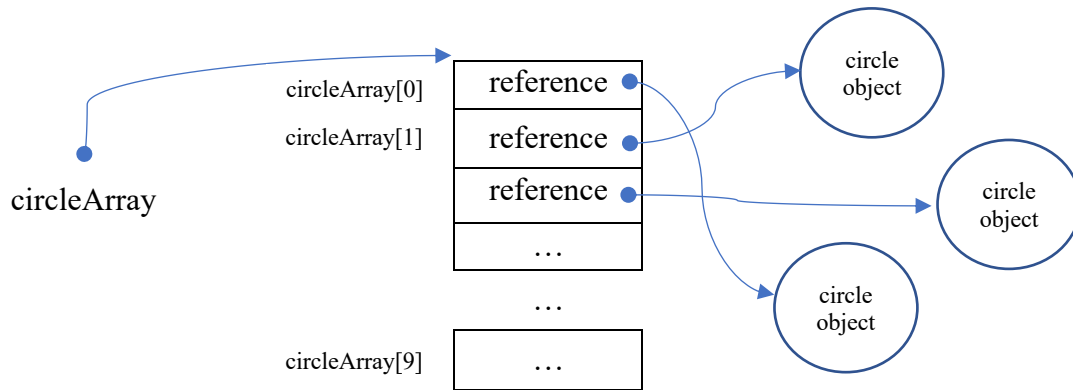 circleArray
circleArray[0]
reference
circleArray[1]
reference
reference
…
…
circleArray[9]
…
circle
object
circle
object
circle
object